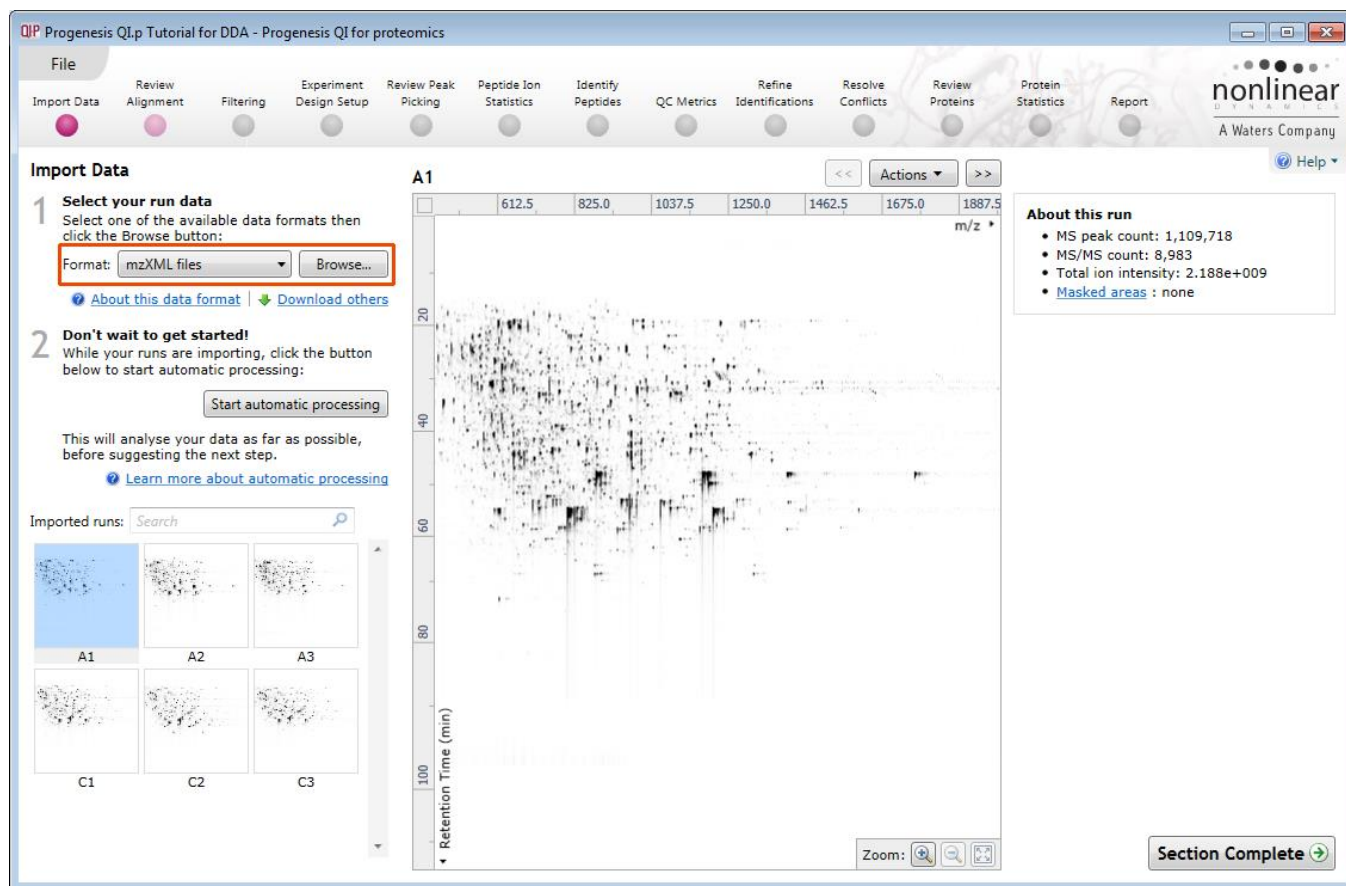 QIP Progenesis QI.p Tutorial for DDA - Progenesis QI for proteomics
File
Import Data
Review Alignment
Filtering
Experiment Design Setup
Review Peak Picking
Peptide Ion Statistics
Identify Peptides
QC Metrics
Refine Identifications
Resolve Conflicts
Review Proteins
Protein Statistics
Report
nonlinear
DYNAMICS
A Waters Company
Help
Import Data
1 Select your run data
Select one of the available data formats then
click the Browse button:
Format: mzXML files Browse...
About this data format Download others
2 Don't wait to get started!
While your runs are importing, click the button
below to start automatic processing:
Start automatic processing
This will analyse your data as far as possible,
before suggesting the next step.
Learn more about automatic processing
Imported runs: Search
A1 A2 A3
C1 C2 C3
A1
<< Actions >>
612.5 825.0 1037.5 1250.0 1462.5 1675.0 1887.5
m/z
20
40
60
80
100
Retention Time (min)
Zoom:
About this run
• MS peak count: 1,109,718
• MS/MS count: 8,983
• Total ion intensity: 2.188e+009
• Masked areas : none
Section Complete